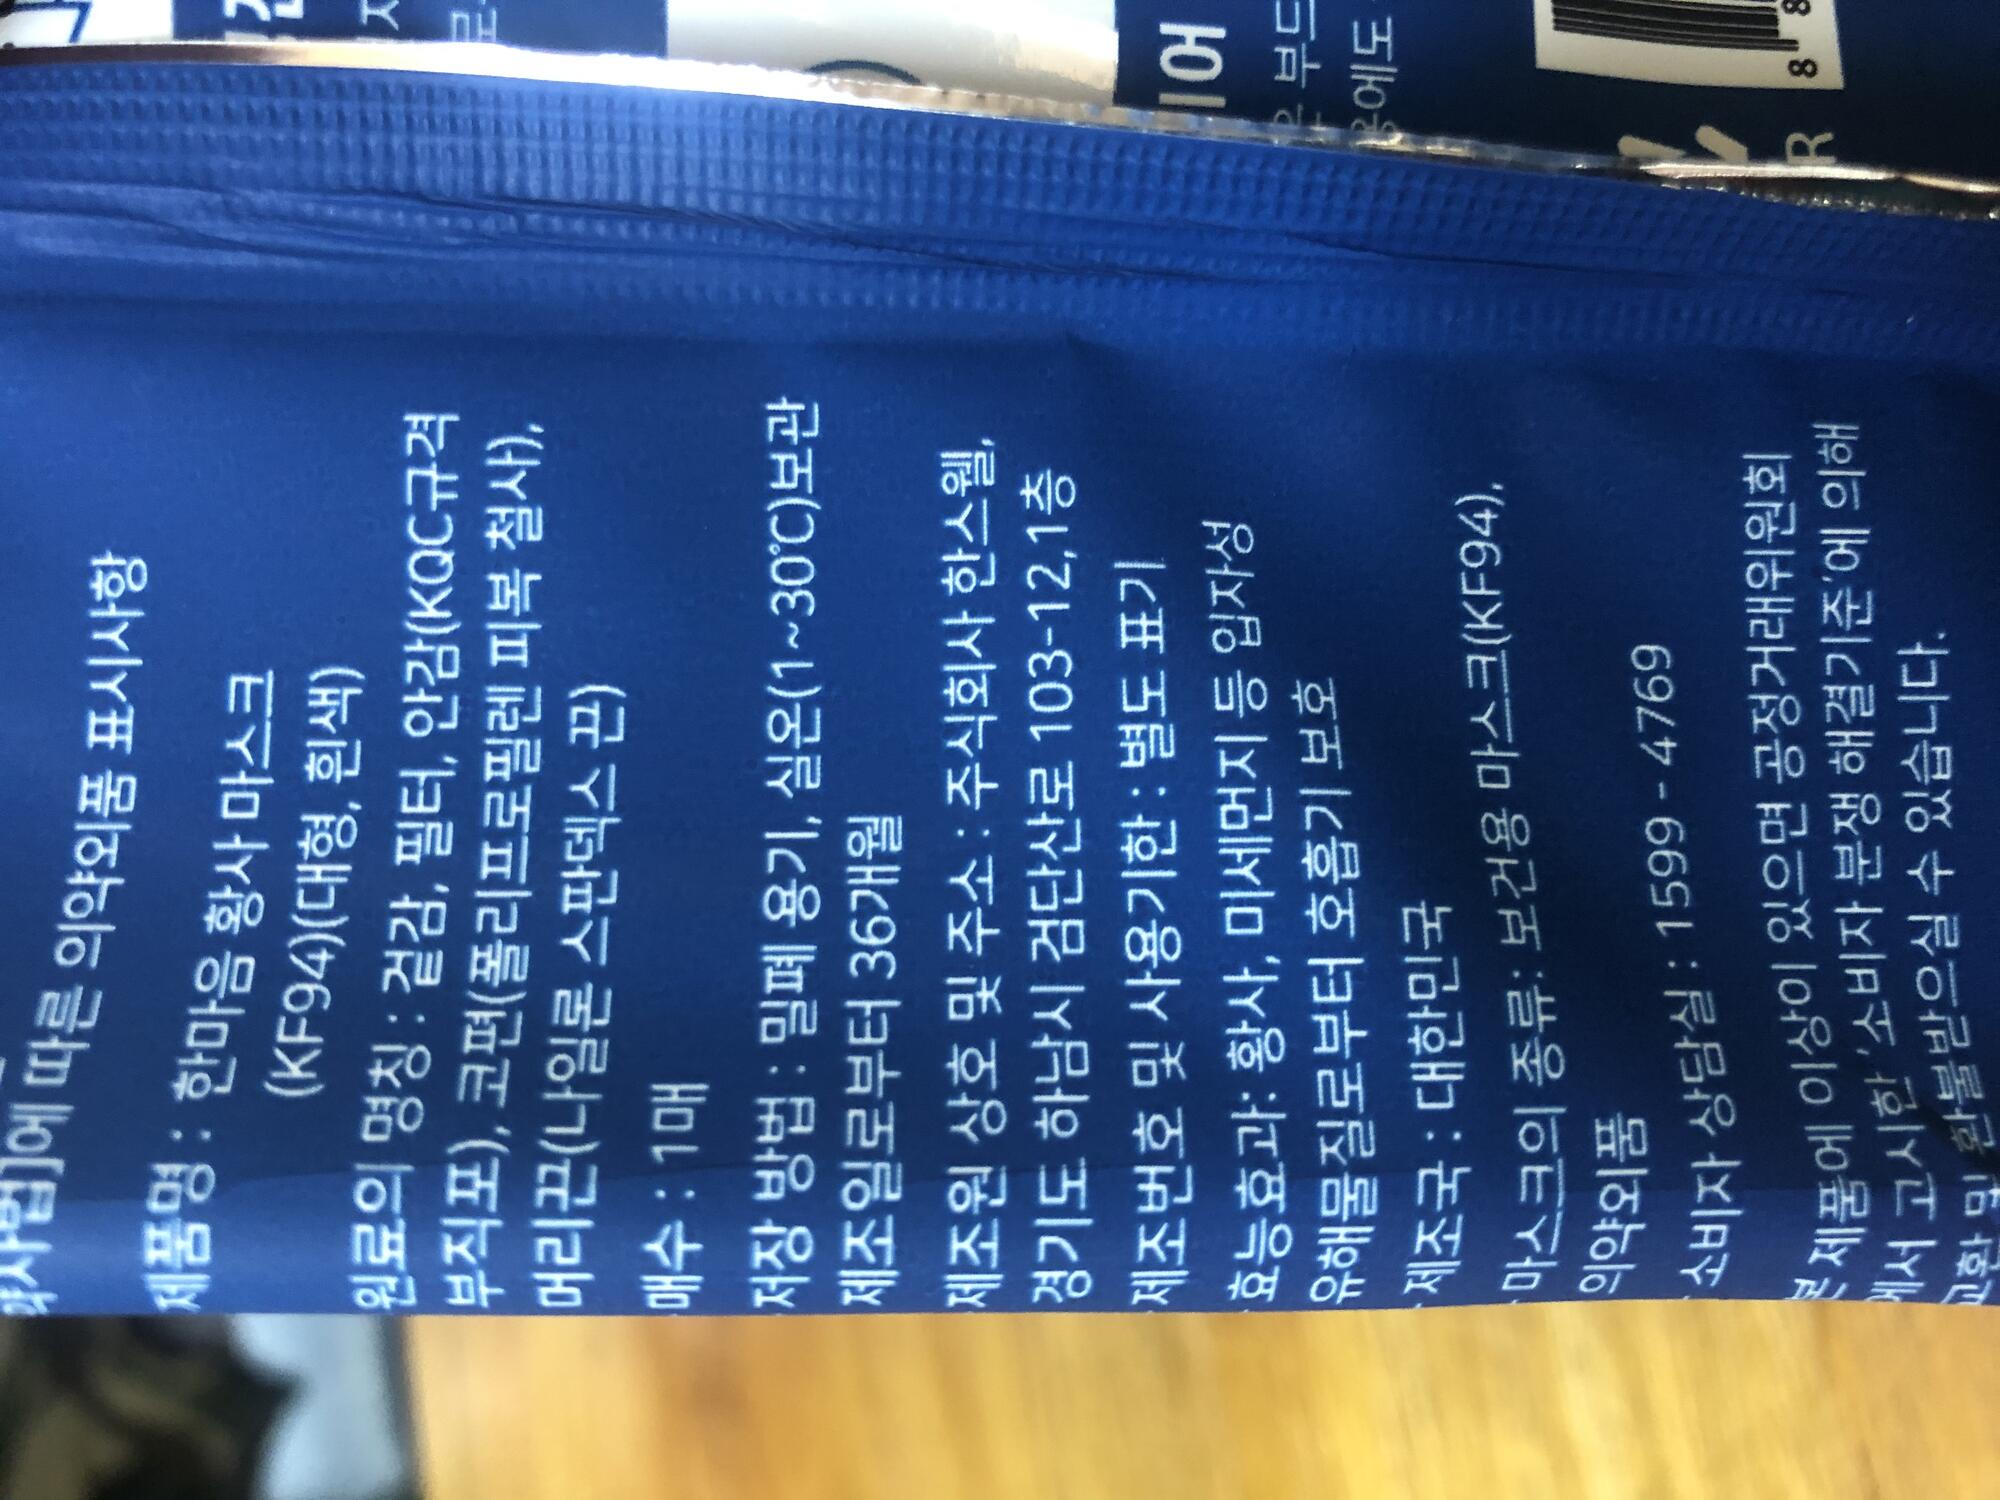 약사법]에 따른 의약외품 표시사항
제품명 : 한마음 황사 마스크
(KF94)(대형, 흰색)
원료의 명칭 : 겉감, 필터, 안감(KQC규격
부직포), 코편(폴리프로필렌 피복 철사),
머리끈(나일론 스판덱스 끈)
매수 : 1매
저장 방법 : 밀폐 용기, 실온(1~30℃)보관
제조일로부터 36개월
제조원 상호 및 주소 : 주식회사 한스웰,
경기도 하남시 검단산로 103-12,1층
제조번호 및 사용기한 : 별도 표기
효능효과: 황사, 미세먼지 등 입자성
유해물질로부터 호흡기 보호
제조국 : 대한민국
마스크의 종류: 보건용 마스크(KF94),
의약외품
소비자 상담실 : 1599 - 4769
본 제품에 이상이 있으면 공정거래위원회
에서 고시한 '소비자 분쟁 해결기준'에 의해
교환 및 환불받으실 수 있습니다.